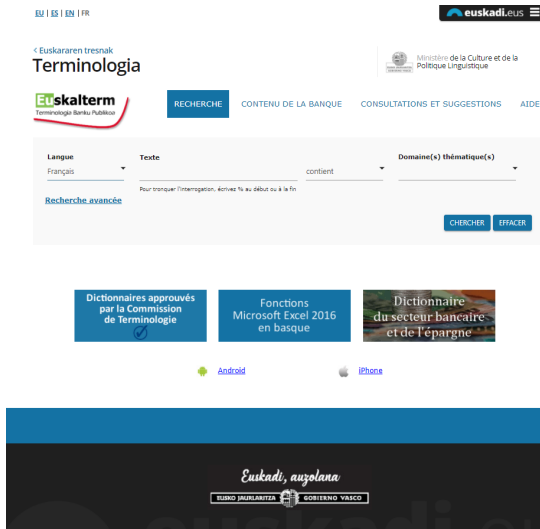 EU | ES | EN | FR
euskadi.eus
< Euskararen tresnak
Terminologia
Ministère de la Culture et de la
Politique Linguistique
Euskalterm
Terminologia Banku Publikoa
RECHERCHE CONTENU DE LA BANQUE CONSULTATIONS ET SUGGESTIONS AIDE
Langue Texte Domaine(s) thématique(s)
Français contient
Pour tronquer l'interrogation, écrivez % au début ou à la fin
Recherche avancée
CHERCHER EFFACER
Dictionnaires approuvés
par la Commission
de Terminologie
Fonctions
Microsoft Excel 2016
en basque
Dictionnaire
du secteur bancaire
et de l'épargne
Android iPhone
Euskadi, auzolana
EUSKO JAURLARITZA GOBIERNO VASCO